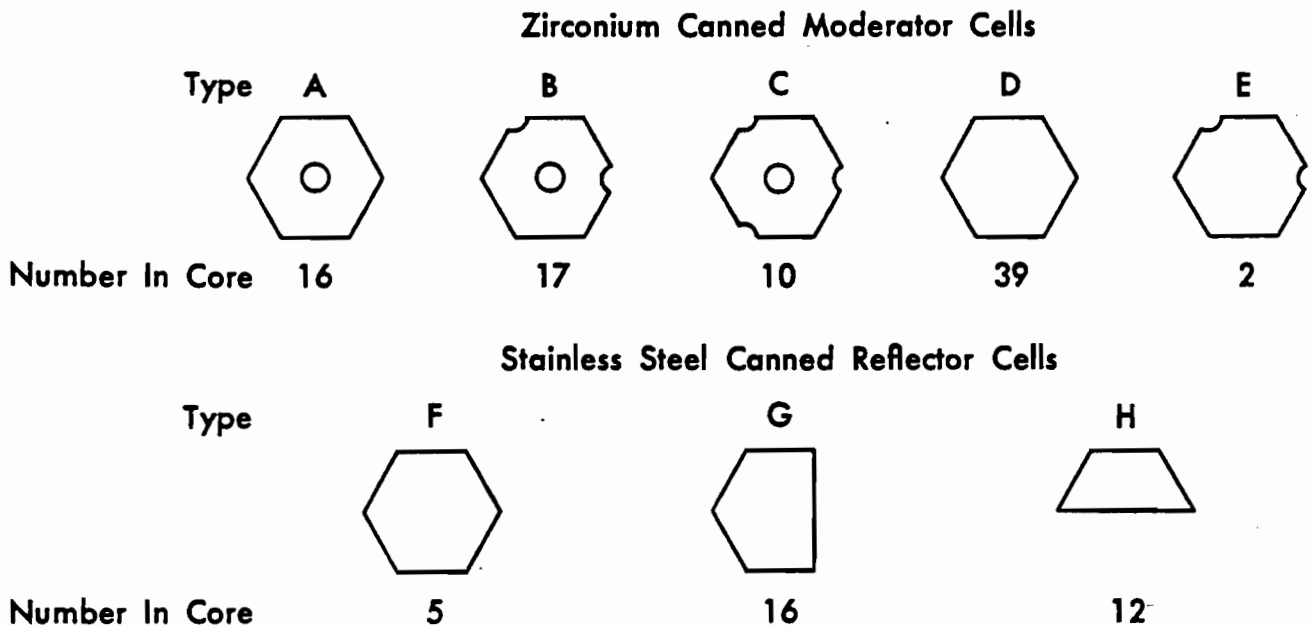 Zirconium Canned Moderator Cells
Type A B C D E
Number In Core 16 17 10 39 2
Stainless Steel Canned Reflector Cells
Type F G H
Number In Core 5 16 12